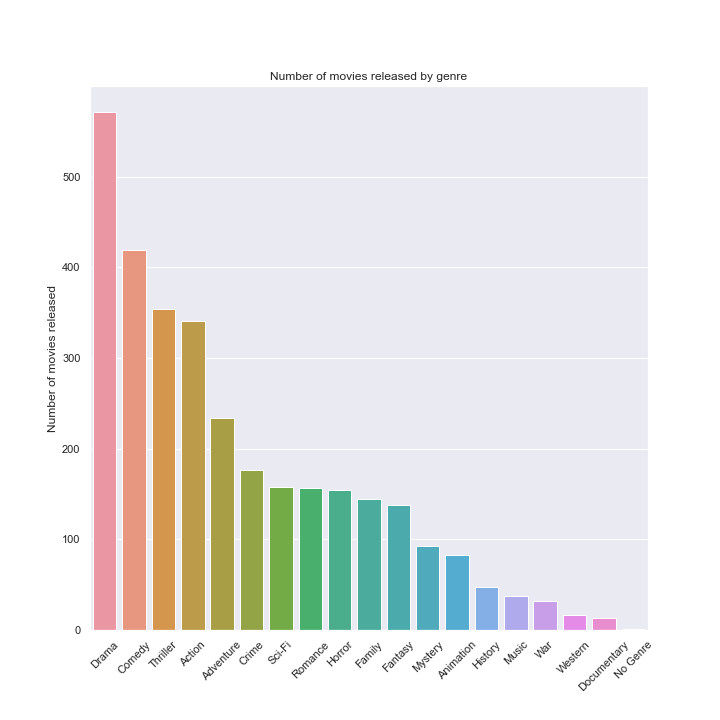 Number of movies released by genre
Number of movies released
500
400
300
200
100
0
Drama
Comedy
Thriller
Action
Adventure
Crime
Sci-Fi
Romance
Horror
Family
Fantasy
Mystery
Animation
History
Music
War
Western
Documentary
No Genre